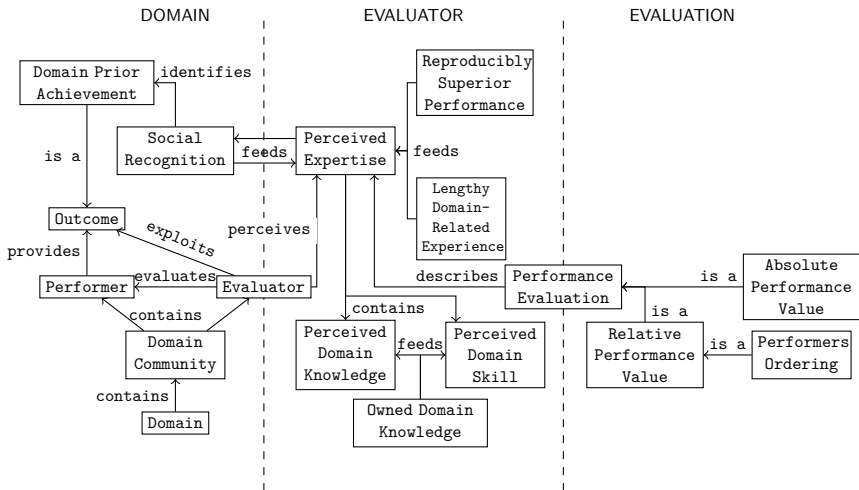 DOMAIN
EVALUATOR
EVALUATION
Domain Prior
Achievement
identifies
Reproducibly
Superior
Performance
Social
Recognition
feeds
Perceived
Expertise
feeds
is a
Lengthy
Domain-
Related
Experience
Outcome
exploits
perceives
provides
Performer
evaluates
Evaluator
describes
Performance
Evaluation
is a
Absolute
Performance
Value
contains
contains
is a
Domain
Community
Perceived
Domain
Knowledge
feeds
Perceived
Domain
Skill
Relative
Performance
Value
is a
Performers
Ordering
contains
Domain
Owned Domain
Knowledge